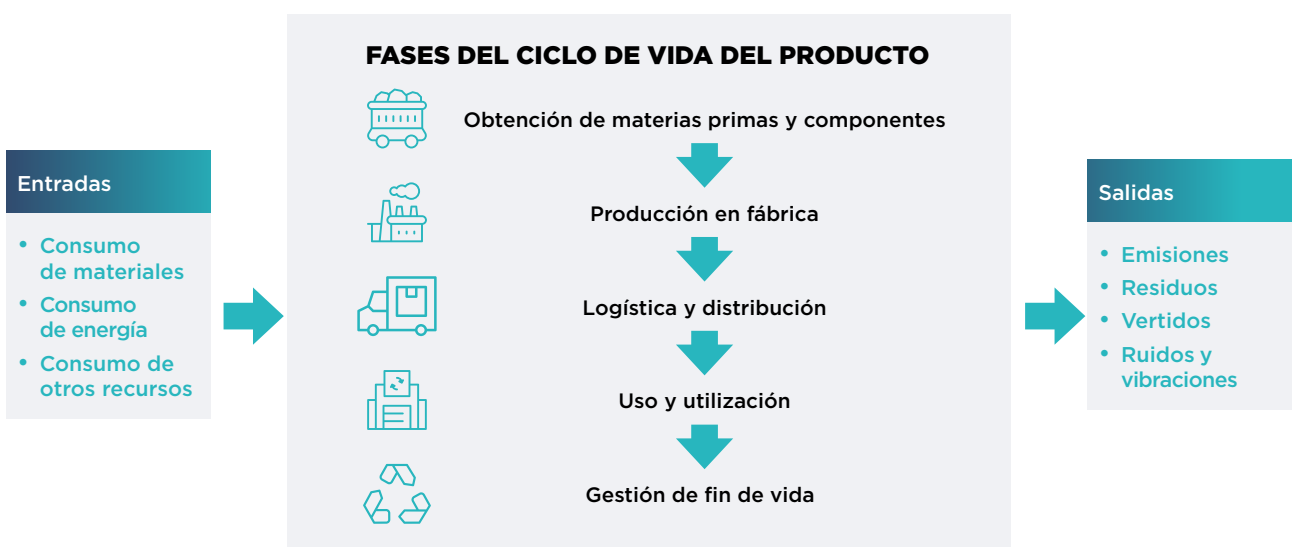 FASES DEL CICLO DE VIDA DEL PRODUCTO
Entradas
• Consumo
de materiales
• Consumo
de energía
• Consumo de
otros recursos
Obtención de materias primas y componentes
Producción en fábrica
Logística y distribución
Uso y utilización
Gestión de fin de vida
Salidas
• Emisiones
• Residuos
• Vertidos
• Ruidos y
vibraciones